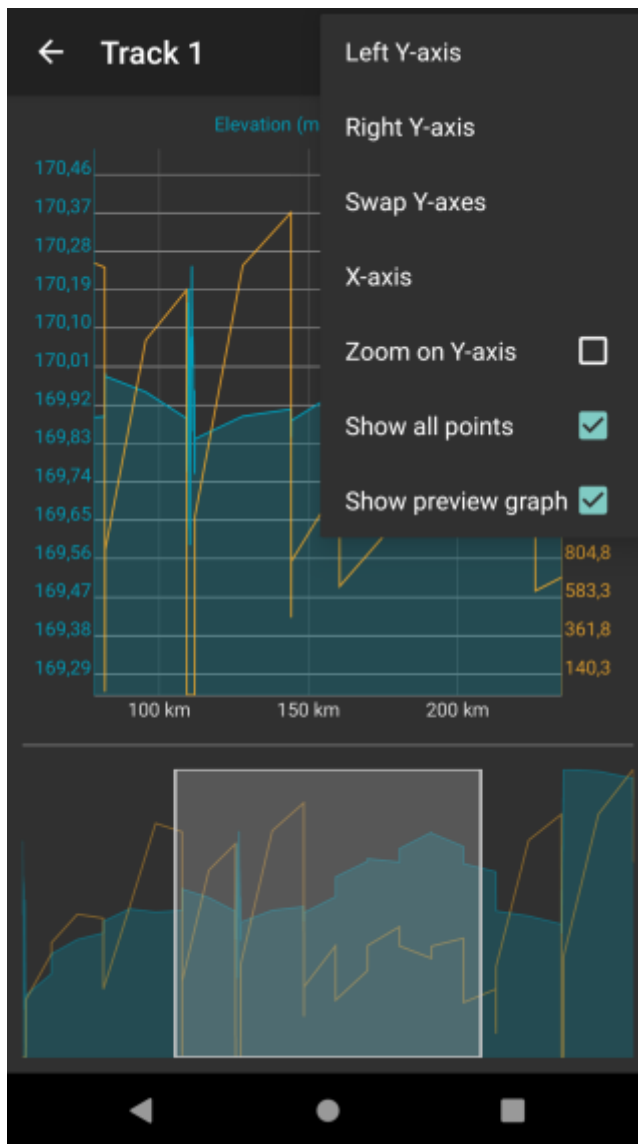 Track 1
Left Y-axis
Right Y-axis
Swap Y-axes
X-axis
Zoom on Y-axis
Show all points
Show preview graph
Elevation (m
170,46
170,37
170,28
170,19
170,10
170,01
169,92
169,83
169,74
169,65
169,56
169,47
169,38
169,29
804,8
583,3
361,8
140,3
100 km
150 km
200 km